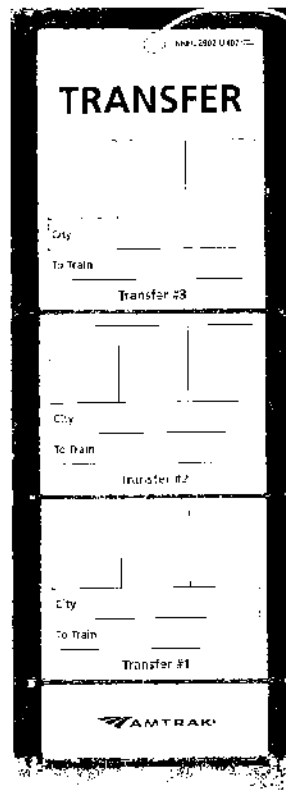 TRANSFER
City
To Train
Transfer #3
City
To Train
Transfer #2
City
To Train
Transfer #1
AMTRAK